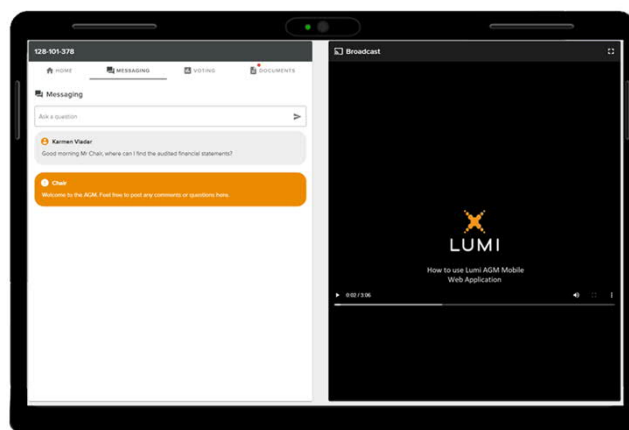 128-101-378
HOME
MESSAGING
VOTING
DOCUMENTS
Messaging
Ask a question
Karmen Vladar
Good morning Mr Chair, where can I find the audited financial statements?
Chair
Welcome to the AGM. Feel free to post any comments or questions here.
Broadcast
LUMI
How to use Lumi AGM Mobile
Web Application
0:02 / 3:06